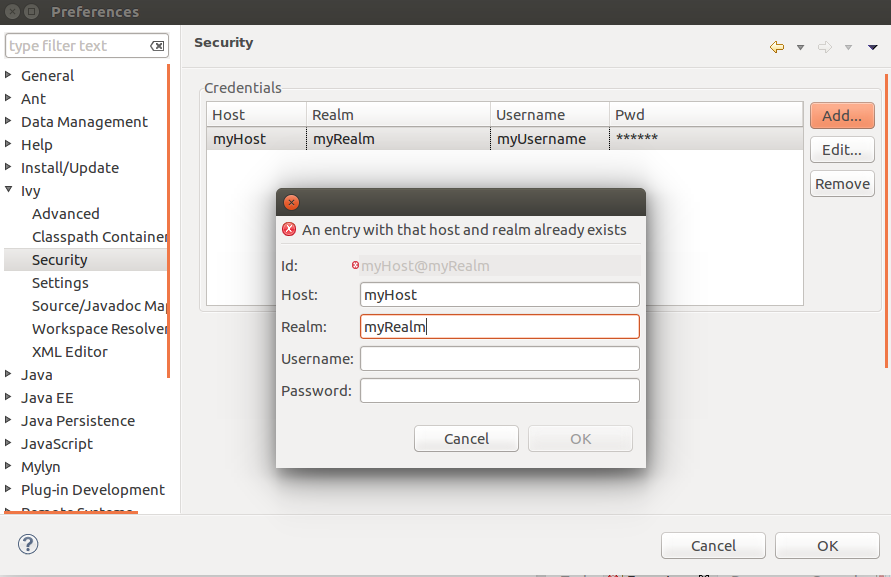 Preferences
type filter text
General
Ant
Data Management
Help
Install/Update
Ivy
Advanced
Classpath Container
Security
Settings
Source/Javadoc Ma
Workspace Resolver
XML Editor
Java
Java EE
Java Persistence
JavaScript
Mylyn
Plug-in Development
Remote Systems
Security
Credentials
Host Realm Username Pwd
myHost myRealm myUsername ******
Add...
Edit...
Remove
An entry with that host and realm already exists
Id: myHost@myRealm
Host: myHost
Realm: myRealm
Username:
Password:
Cancel OK
? Cancel OK